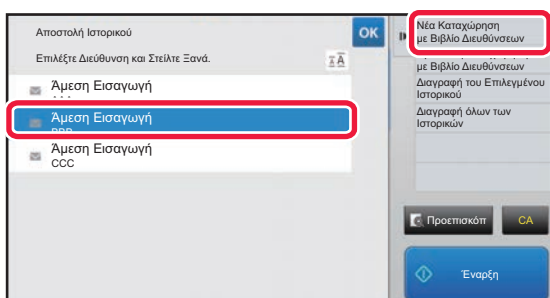 Αποστολή Ιστορικού
OK
Επιλέξτε Διεύθυνση και Στείλτε Ξανά.
Άμεση Εισαγωγή
Άμεση Εισαγωγή
BBB
Άμεση Εισαγωγή
CCC
Νέα Καταχώρηση
με Βιβλίο Διευθύνσεων
με Βιβλίο Διευθύνσεων
Διαγραφή του Επιλεγμένου
Ιστορικού
Διαγραφή όλων των
Ιστορικών
Προεπισκόπ
CA
Έναρξη